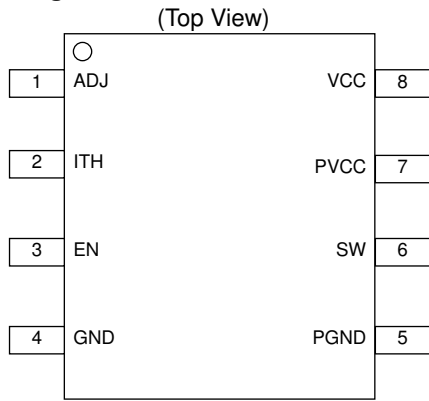 (Top View)
1 ADJ VCC 8
2 ITH PVCC 7
3 EN SW 6
4 GND PGND 5